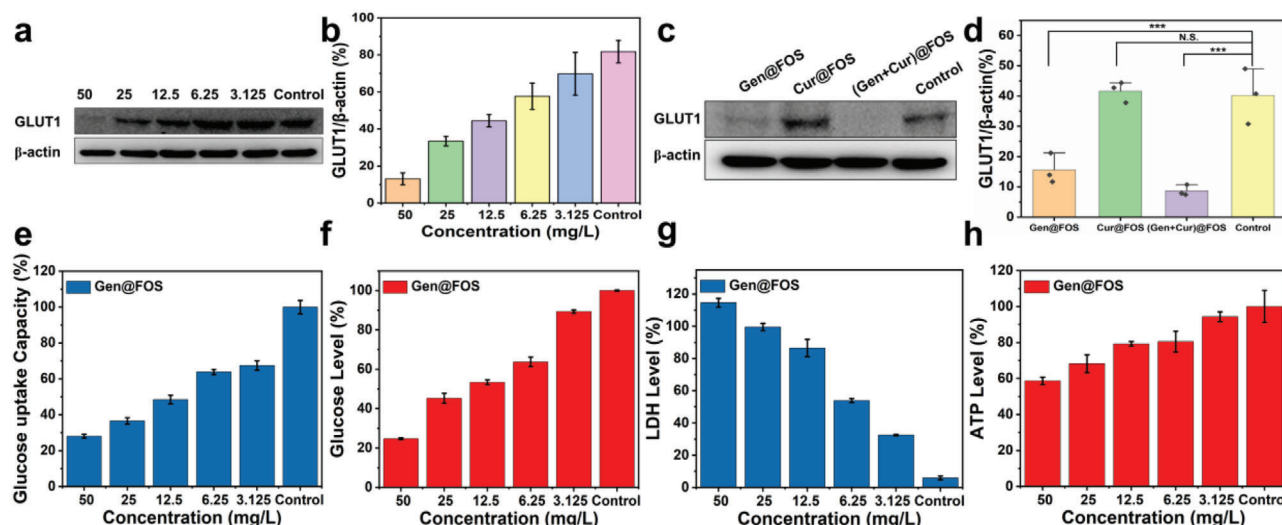 a
50 25 12.5 6.25 3.125 Control
GLUT1
β-actin
b
GLUT1/β-actin (%)
100
80
60
40
20
0
50 25 12.5 6.25 3.125 Control
Concentration (mg/L)
c
Gen@FOS Cur@FOS (Gen+Cur)@FOS Control
GLUT1
β-actin
d
GLUT1/β-actin(%)
***
N.S.
***
60
50
40
30
20
10
0
Gen@FOS Cur@FOS (Gen+Cur)@FOS Control
e
Glucose uptake Capacity (%)
Gen@FOS
120
100
80
60
40
20
0
50 25 12.5 6.25 3.125 Control
Concentration (mg/L)
f
Glucose Level (%)
Gen@FOS
100
80
60
40
20
0
50 25 12.5 6.25 3.125 Control
Concentration (mg/L)
g
LDH Level (%)
Gen@FOS
120
100
80
60
40
20
0
50 25 12.5 6.25 3.125 Control
Concentration (mg/L)
h
ATP Level (%)
Gen@FOS
120
100
80
60
40
20
0
50 25 12.5 6.25 3.125 Control
Concentration (mg/L)